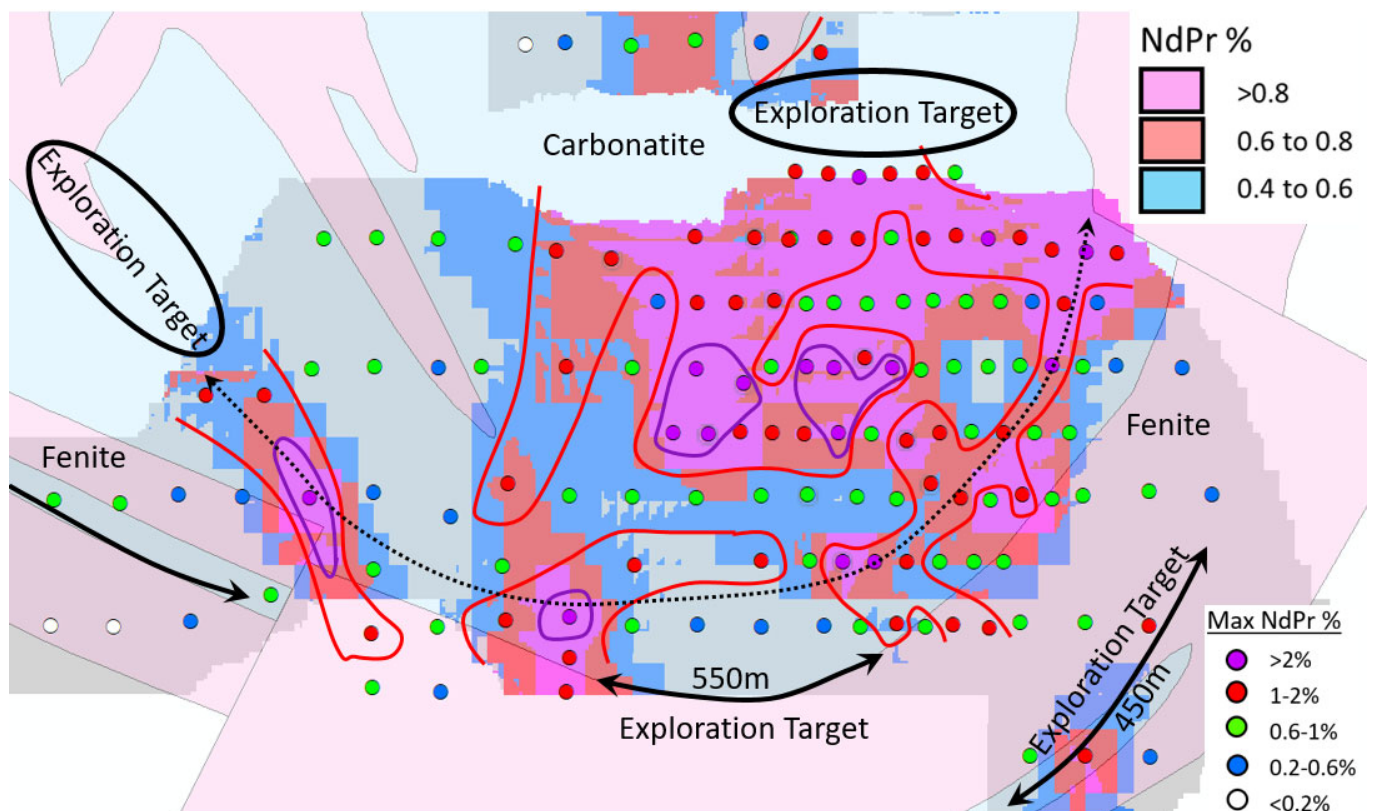 NdPr %
>0.8
0.6 to 0.8
0.4 to 0.6
Exploration Target
Carbonatite
Exploration Target
Fenite
Fenite
550m
Exploration Target
Exploration Target
450m
Max NdPr %
>2%
1-2%
0.6-1%
0.2-0.6%
<0.2%